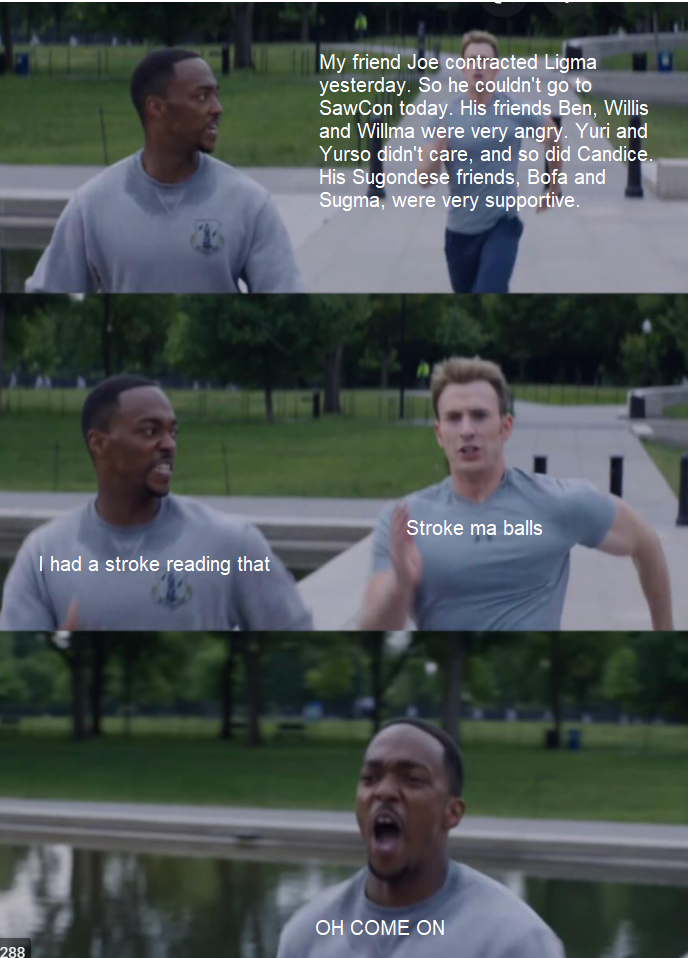 My friend Joe contracted Ligma
yesterday. So he couldn't go to
SawCon today. His friends Ben, Willis
and Willma were very angry. Yuri and
Yurso didn't care, and so did Candice.
His Sugondese friends, Bofa and
Sugma, were very supportive.
Stroke ma balls
I had a stroke reading that
OH COME ON
288